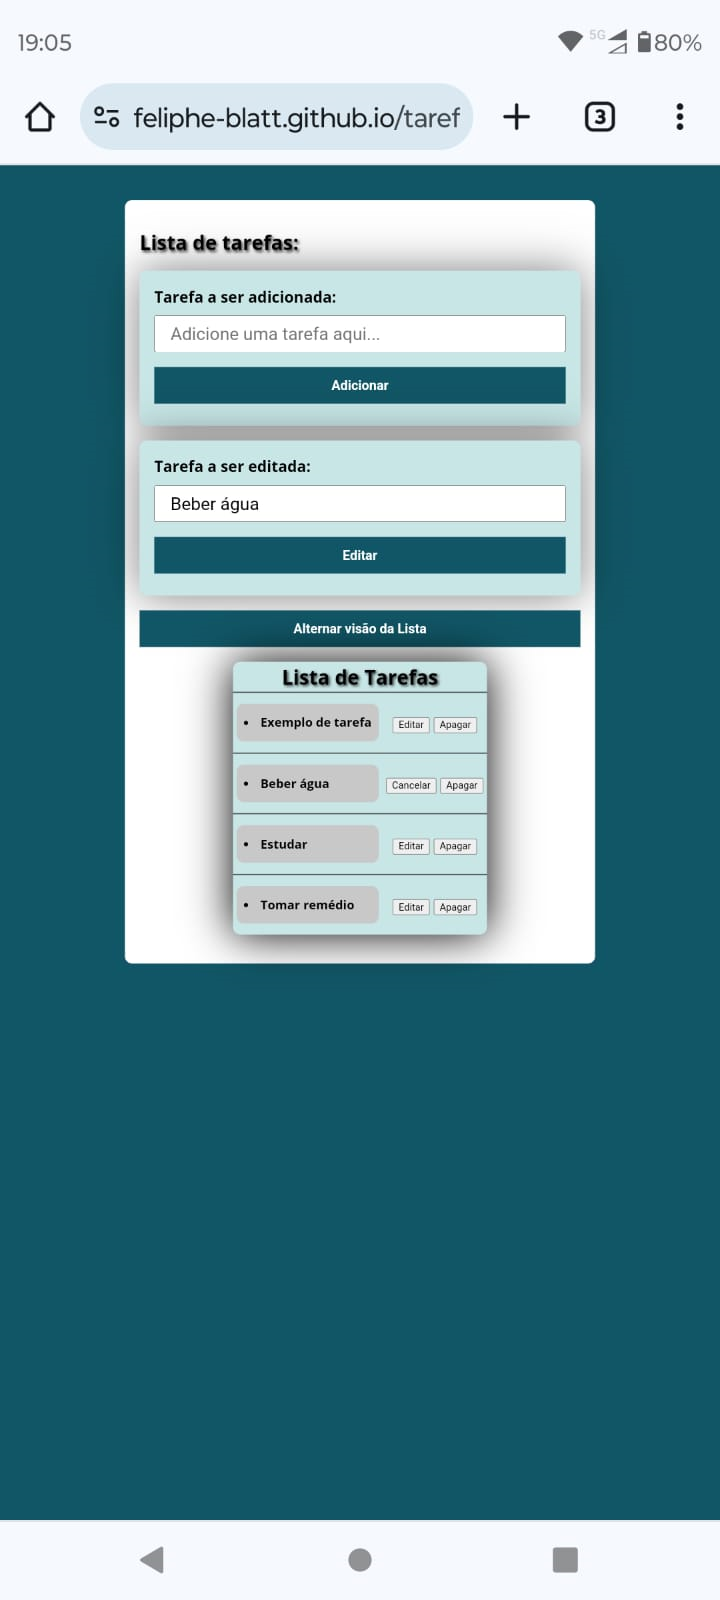 19:05
5G
80%
feliphe-blatt.github.io/taref
3
Lista de tarefas:
Tarefa a ser adicionada:
Adicione uma tarefa aqui...
Adicionar
Tarefa a ser editada:
Beber água
Editar
Alternar visão da Lista
Lista de Tarefas
Exemplo de tarefa Editar Apagar
Beber água Cancelar Apagar
Estudar Editar Apagar
Tomar remédio Editar Apagar